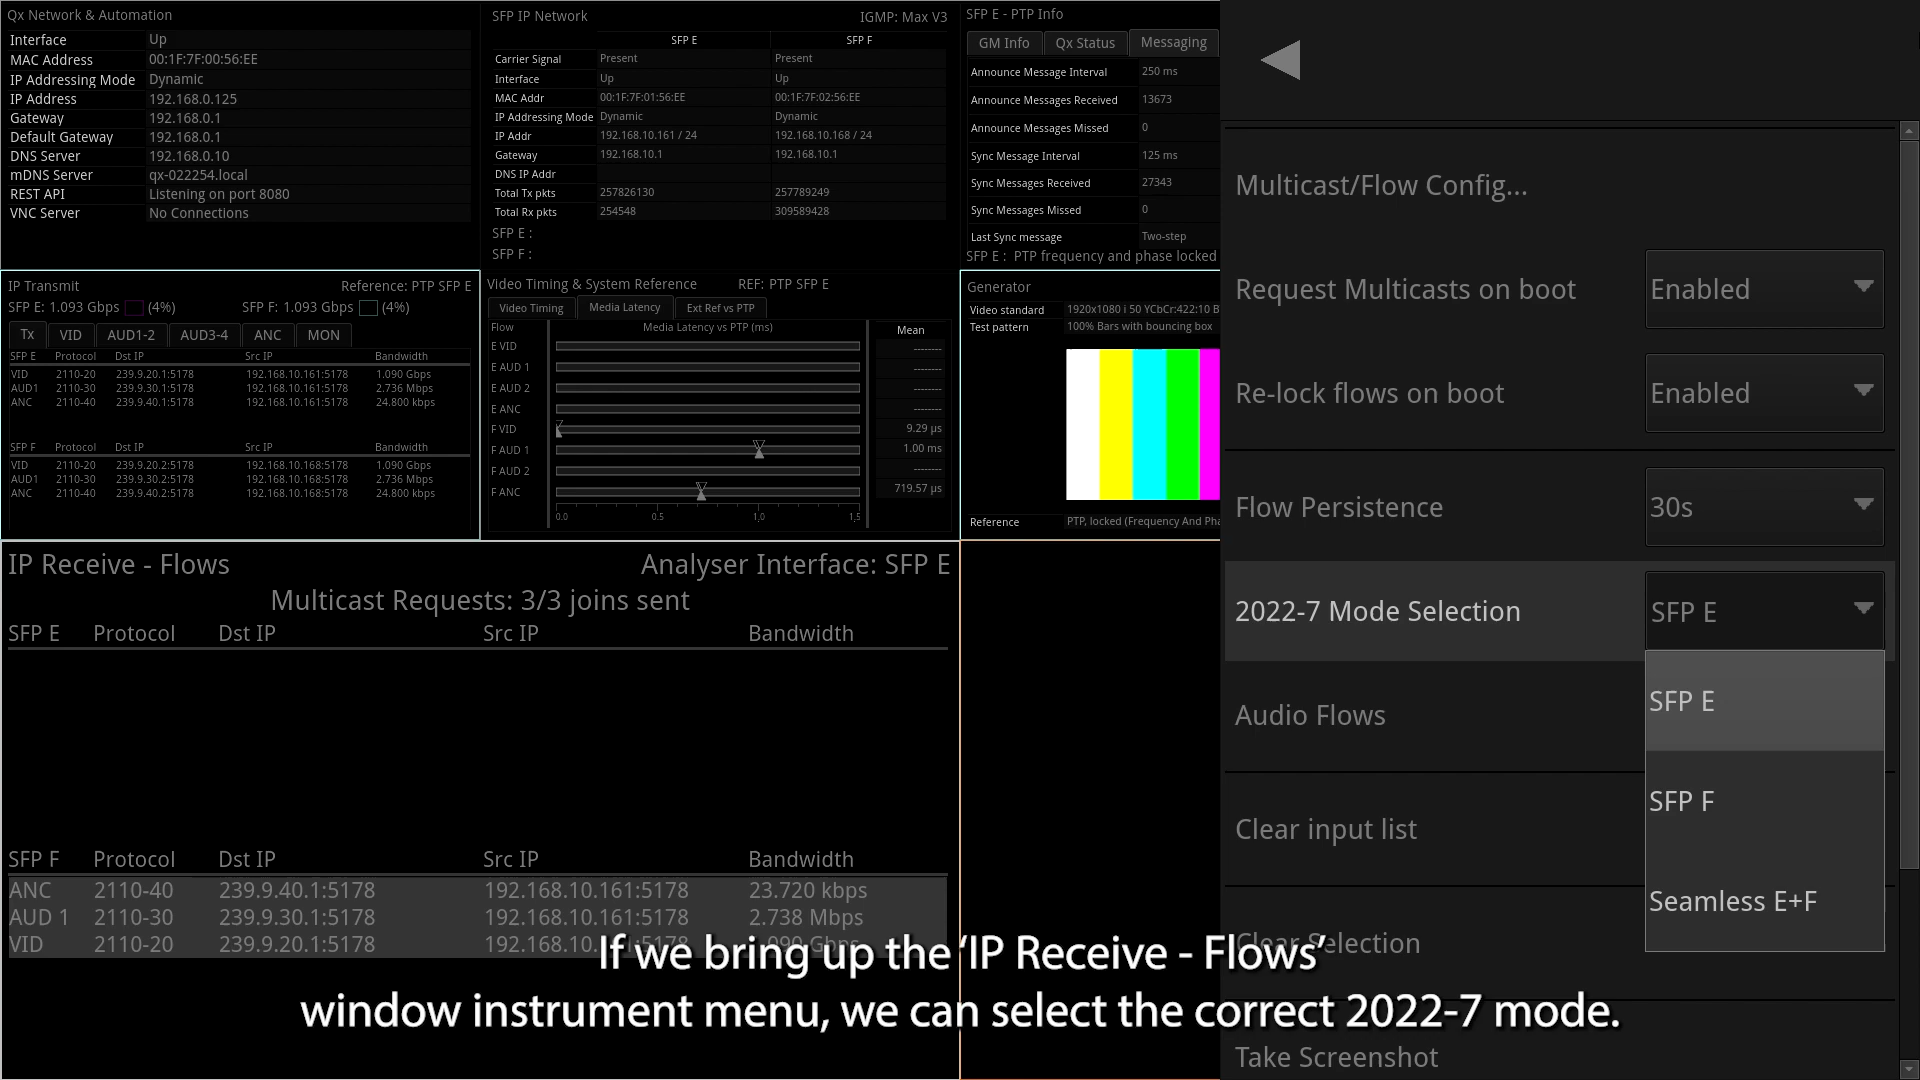 Qx Network & Automation
Interface Up
MAC Address 00:1F:7F:00:56:EE
IP Addressing Mode Dynamic
IP Address 192.168.0.125
Gateway 192.168.0.1
Default Gateway 192.168.0.1
DNS Server 192.168.0.10
mDNS Server qx-022254.local
REST API Listening on port 8080
VNC Server No Connections
SFP IP Network IGMP: Max V3
SFP E SFP F
Carrier Signal Present Present
Interface Up Up
MAC Addr 00:1F:7F:01:56:EE 00:1F:7F:02:56:EE
IP Addressing Mode Dynamic Dynamic
IP Addr 192.168.10.161 / 24 192.168.10.168 / 24
Gateway 192.168.10.1 192.168.10.1
DNS IP Addr
Total Tx pkts 257826130 257789249
Total Rx pkts 254548 309589428
SFP E :
SFP F :
SFP E - PTP Info
GM Info Qx Status Messaging
Announce Message Interval 250 ms
Announce Messages Received 13673
Announce Messages Missed 0
Sync Message Interval 125 ms
Sync Messages Received 27343
Sync Messages Missed 0
Last Sync message Two-step
SFP E : PTP frequency and phase locked
IP Transmit Reference: PTP SFP E
SFP E: 1.093 Gbps (4%) SFP F: 1.093 Gbps (4%)
Tx VID AUD1-2 AUD3-4 ANC MON
SFP E Protocol Dst IP Src IP Bandwidth
VID 2110-20 239.9.20.1:5178 192.168.10.161:5178 1.090 Gbps
AUD1 2110-30 239.9.30.1:5178 192.168.10.161:5178 2.736 Mbps
ANC 2110-40 239.9.40.1:5178 192.168.10.161:5178 24.800 kbps
SFP F Protocol Dst IP Src IP Bandwidth
VID 2110-20 239.9.20.2:5178 192.168.10.168:5178 1.090 Gbps
AUD1 2110-30 239.9.30.2:5178 192.168.10.168:5178 2.736 Mbps
ANC 2110-40 239.9.40.2:5178 192.168.10.168:5178 24.800 kbps
Video Timing & System Reference REF: PTP SFP E
Video Timing Media Latency Ext Ref vs PTP
Flow Media Latency vs PTP (ms) Mean
E VID --------
E AUD 1 --------
E AUD 2 --------
E ANC --------
F VID 9.29 µs
F AUD 1 1.00 ms
F AUD 2 --------
F ANC 719.57 µs
0.0 0.5 1.0 1.5
Generator
Video standard 1920x1080 i 50 YCbCr:422:10 B
Test pattern 100% Bars with bouncing box
Reference PTP, locked (Frequency And Pha
IP Receive - Flows Analyser Interface: SFP E
Multicast Requests: 3/3 joins sent
SFP E Protocol Dst IP Src IP Bandwidth
SFP F Protocol Dst IP Src IP Bandwidth
ANC 2110-40 239.9.40.1:5178 192.168.10.161:5178 23.720 kbps
AUD 1 2110-30 239.9.30.1:5178 192.168.10.161:5178 2.738 Mbps
VID 2110-20 239.9.20.1:5178 192.168.10.161:5178 1.090 Gbps
Multicast/Flow Config...
Request Multicasts on boot Enabled
Re-lock flows on boot Enabled
Flow Persistence 30s
2022-7 Mode Selection SFP E
SFP E
Audio Flows
SFP F
Clear input list
Seamless E+F
Clear Selection
Take Screenshot
If we bring up the ‘IP Receive - Flows’
window instrument menu, we can select the correct 2022-7 mode.